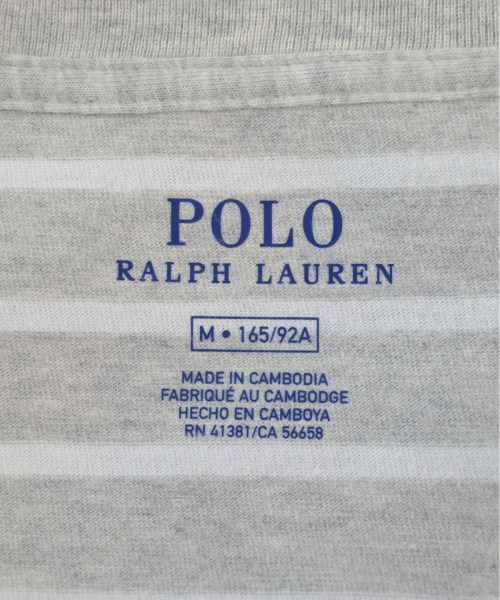 POLO
RALPH LAUREN
M • 165/92A
MADE IN CAMBODIA
FABRIQUÉ AU CAMBODGE
HECHO EN CAMBOYA
RN 41381/CA 56658